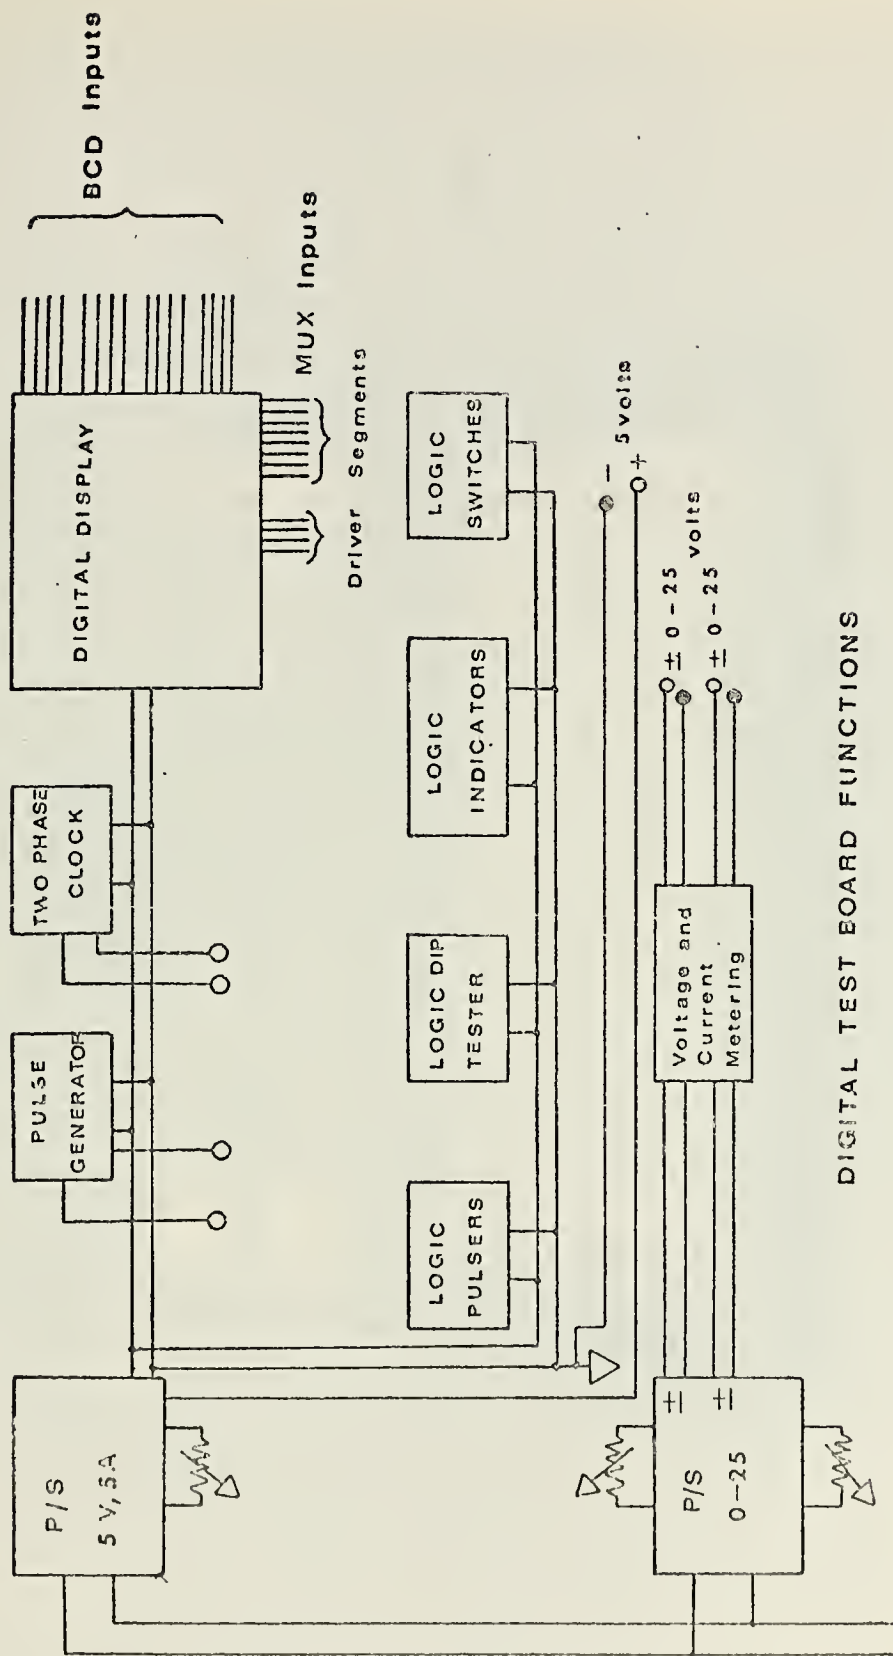 BCD Inputs
DIGITAL DISPLAY
MUX Inputs
Driver Segments
TWO PHASE
CLOCK
PULSE
GENERATOR
P/S
LOGIC
PULSERS
LOGIC DIP
TESTER
LOGIC
INDICATORS
LOGIC
SWITCHES
−
5 volts
+
P/S
0-25
±
±
Voltage and
Current
Metering
± 0-25
volts
± 0-25
DIGITAL TEST BOARD FUNCTIONS